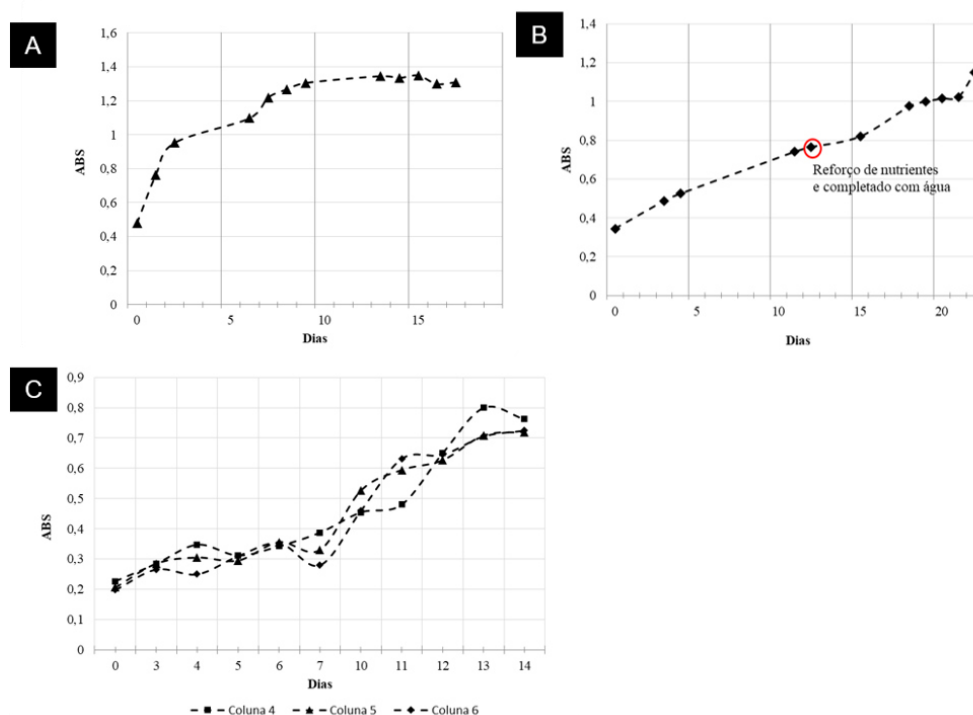 A
1,6
1,4
1,2
1
0,8
0,6
0,4
0,2
0
ABS
0 5 10 15
Dias
B
1,4
1,2
1
0,8
0,6
0,4
0,2
0
ABS
Reforço de nutrientes
e completado com água
0 5 10 15 20
Dias
C
0,9
0,8
0,7
0,6
0,5
0,4
0,3
0,2
0,1
0
ABS
0 3 4 5 6 7 10 11 12 13 14
Dias
Coluna 4 Coluna 5 Coluna 6